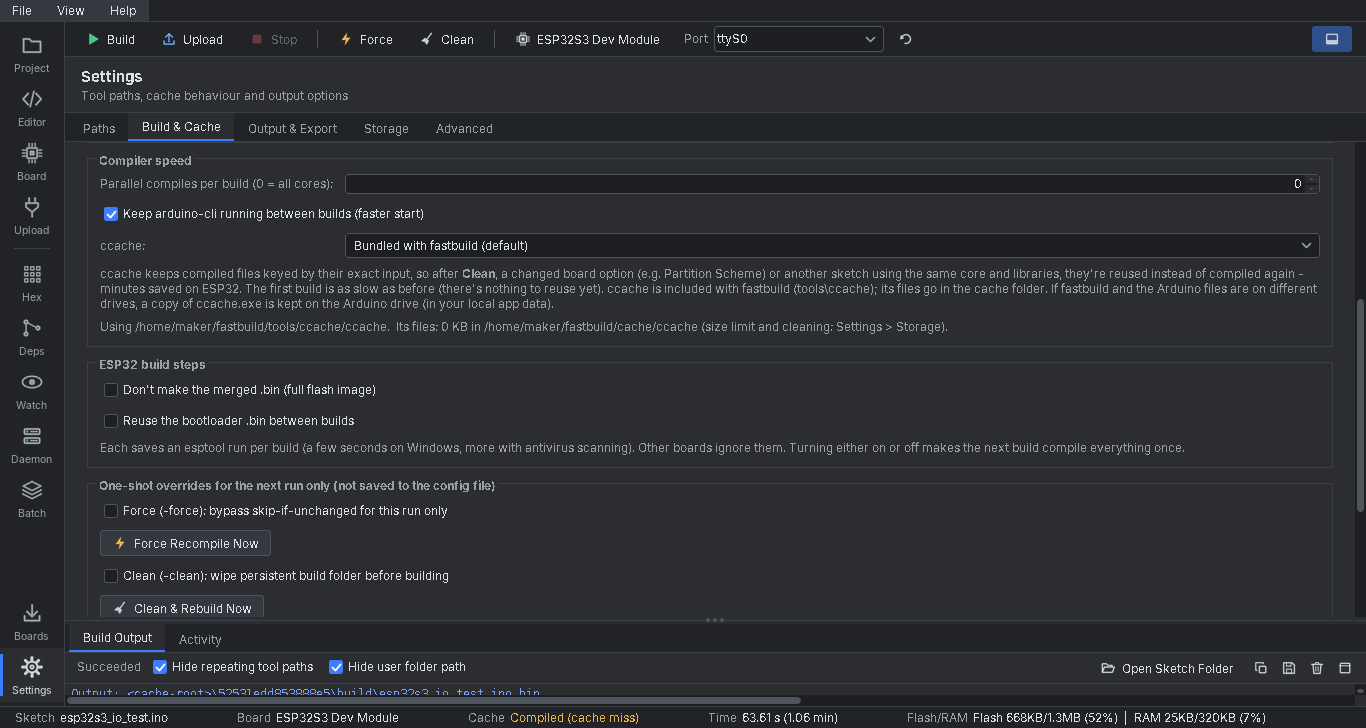 File View Help
Build Upload Stop Force Clean ESP32S3 Dev Module Port ttyS0
Project
Editor
Board
Upload
Hex
Deps
Watch
Daemon
Batch
Boards
Settings
Settings
Tool paths, cache behaviour and output options
Paths Build & Cache Output & Export Storage Advanced
Compiler speed
Parallel compiles per build (0 = all cores): 0
Keep arduino-cli running between builds (faster start)
ccache: Bundled with fastbuild (default)
ccache keeps compiled files keyed by their exact input, so after Clean, a changed board option (e.g. Partition Scheme) or another sketch using the same core and libraries, they're reused instead of compiled again -
minutes saved on ESP32. The first build is as slow as before (there's nothing to reuse yet). ccache is included with fastbuild (tools\ccache); its files go in the cache folder. If fastbuild and the Arduino files are on different
drives, a copy of ccache.exe is kept on the Arduino drive (in your local app data).
Using /home/maker/fastbuild/tools/ccache/ccache. Its files: 0 KB in /home/maker/fastbuild/cache/ccache (size limit and cleaning: Settings > Storage).
ESP32 build steps
Don't make the merged .bin (full flash image)
Reuse the bootloader .bin between builds
Each saves an esptool run per build (a few seconds on Windows, more with antivirus scanning). Other boards ignore them. Turning either on or off makes the next build compile everything once.
One-shot overrides for the next run only (not saved to the config file)
Force (-force): bypass skip-if-unchanged for this run only
Force Recompile Now
Clean (-clean): wipe persistent build folder before building
Clean & Rebuild Now
Build Output Activity
Succeeded Hide repeating tool paths Hide user folder path Open Sketch Folder
Output: <cache-root>\52531edd853888e5\build\esp32s3_io_test.ino.bin
Sketch esp32s3_io_test.ino Board ESP32S3 Dev Module Cache Compiled (cache miss) Time 63.61 s (1.06 min) Flash/RAM Flash 668KB/1.3MB (52%) | RAM 25KB/320KB (7%)